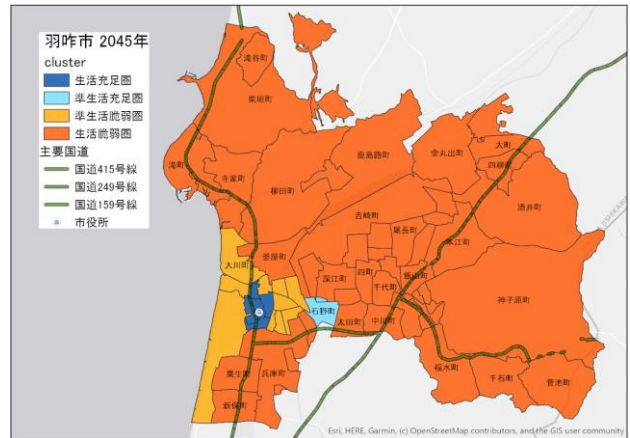 羽咋市 2045年
cluster
生活充足圏
準生活充足圏
準生活脆弱圏
生活脆弱圏
主要国道
国道415号線
国道249号線
国道159号線
市役所
滝谷町
柴垣町
滝町
寺家町
柳田町
鹿島路町
金丸出町
大町
四柳町
酒井町
吉崎町
尾長町
本江町
大川町
釜屋町
深江町
四町
千代町
飯山町
神子原町
石野町
太田町
中川町
粟生町
兵庫町
新保町
福水町
千石町
菅池町
Esri, HERE, Garmin, (c) OpenStreetMap contributors, and the GIS user community